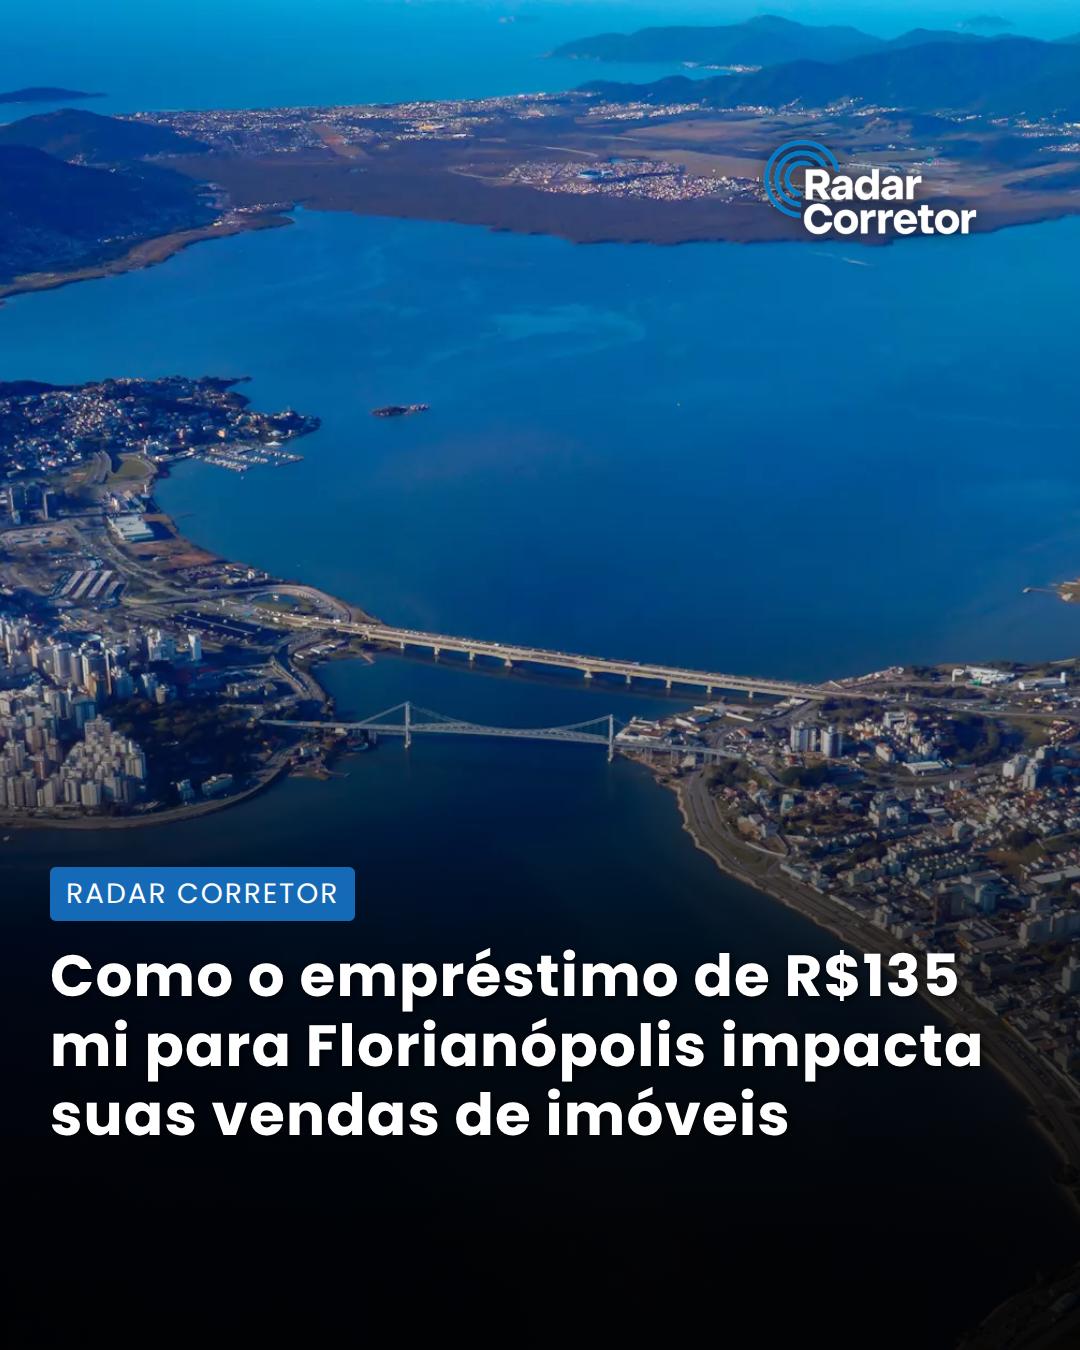 Radar
Corretor
RADAR CORRETOR
Como o empréstimo de R$135
mi para Florianópolis impacta
suas vendas de imóveis